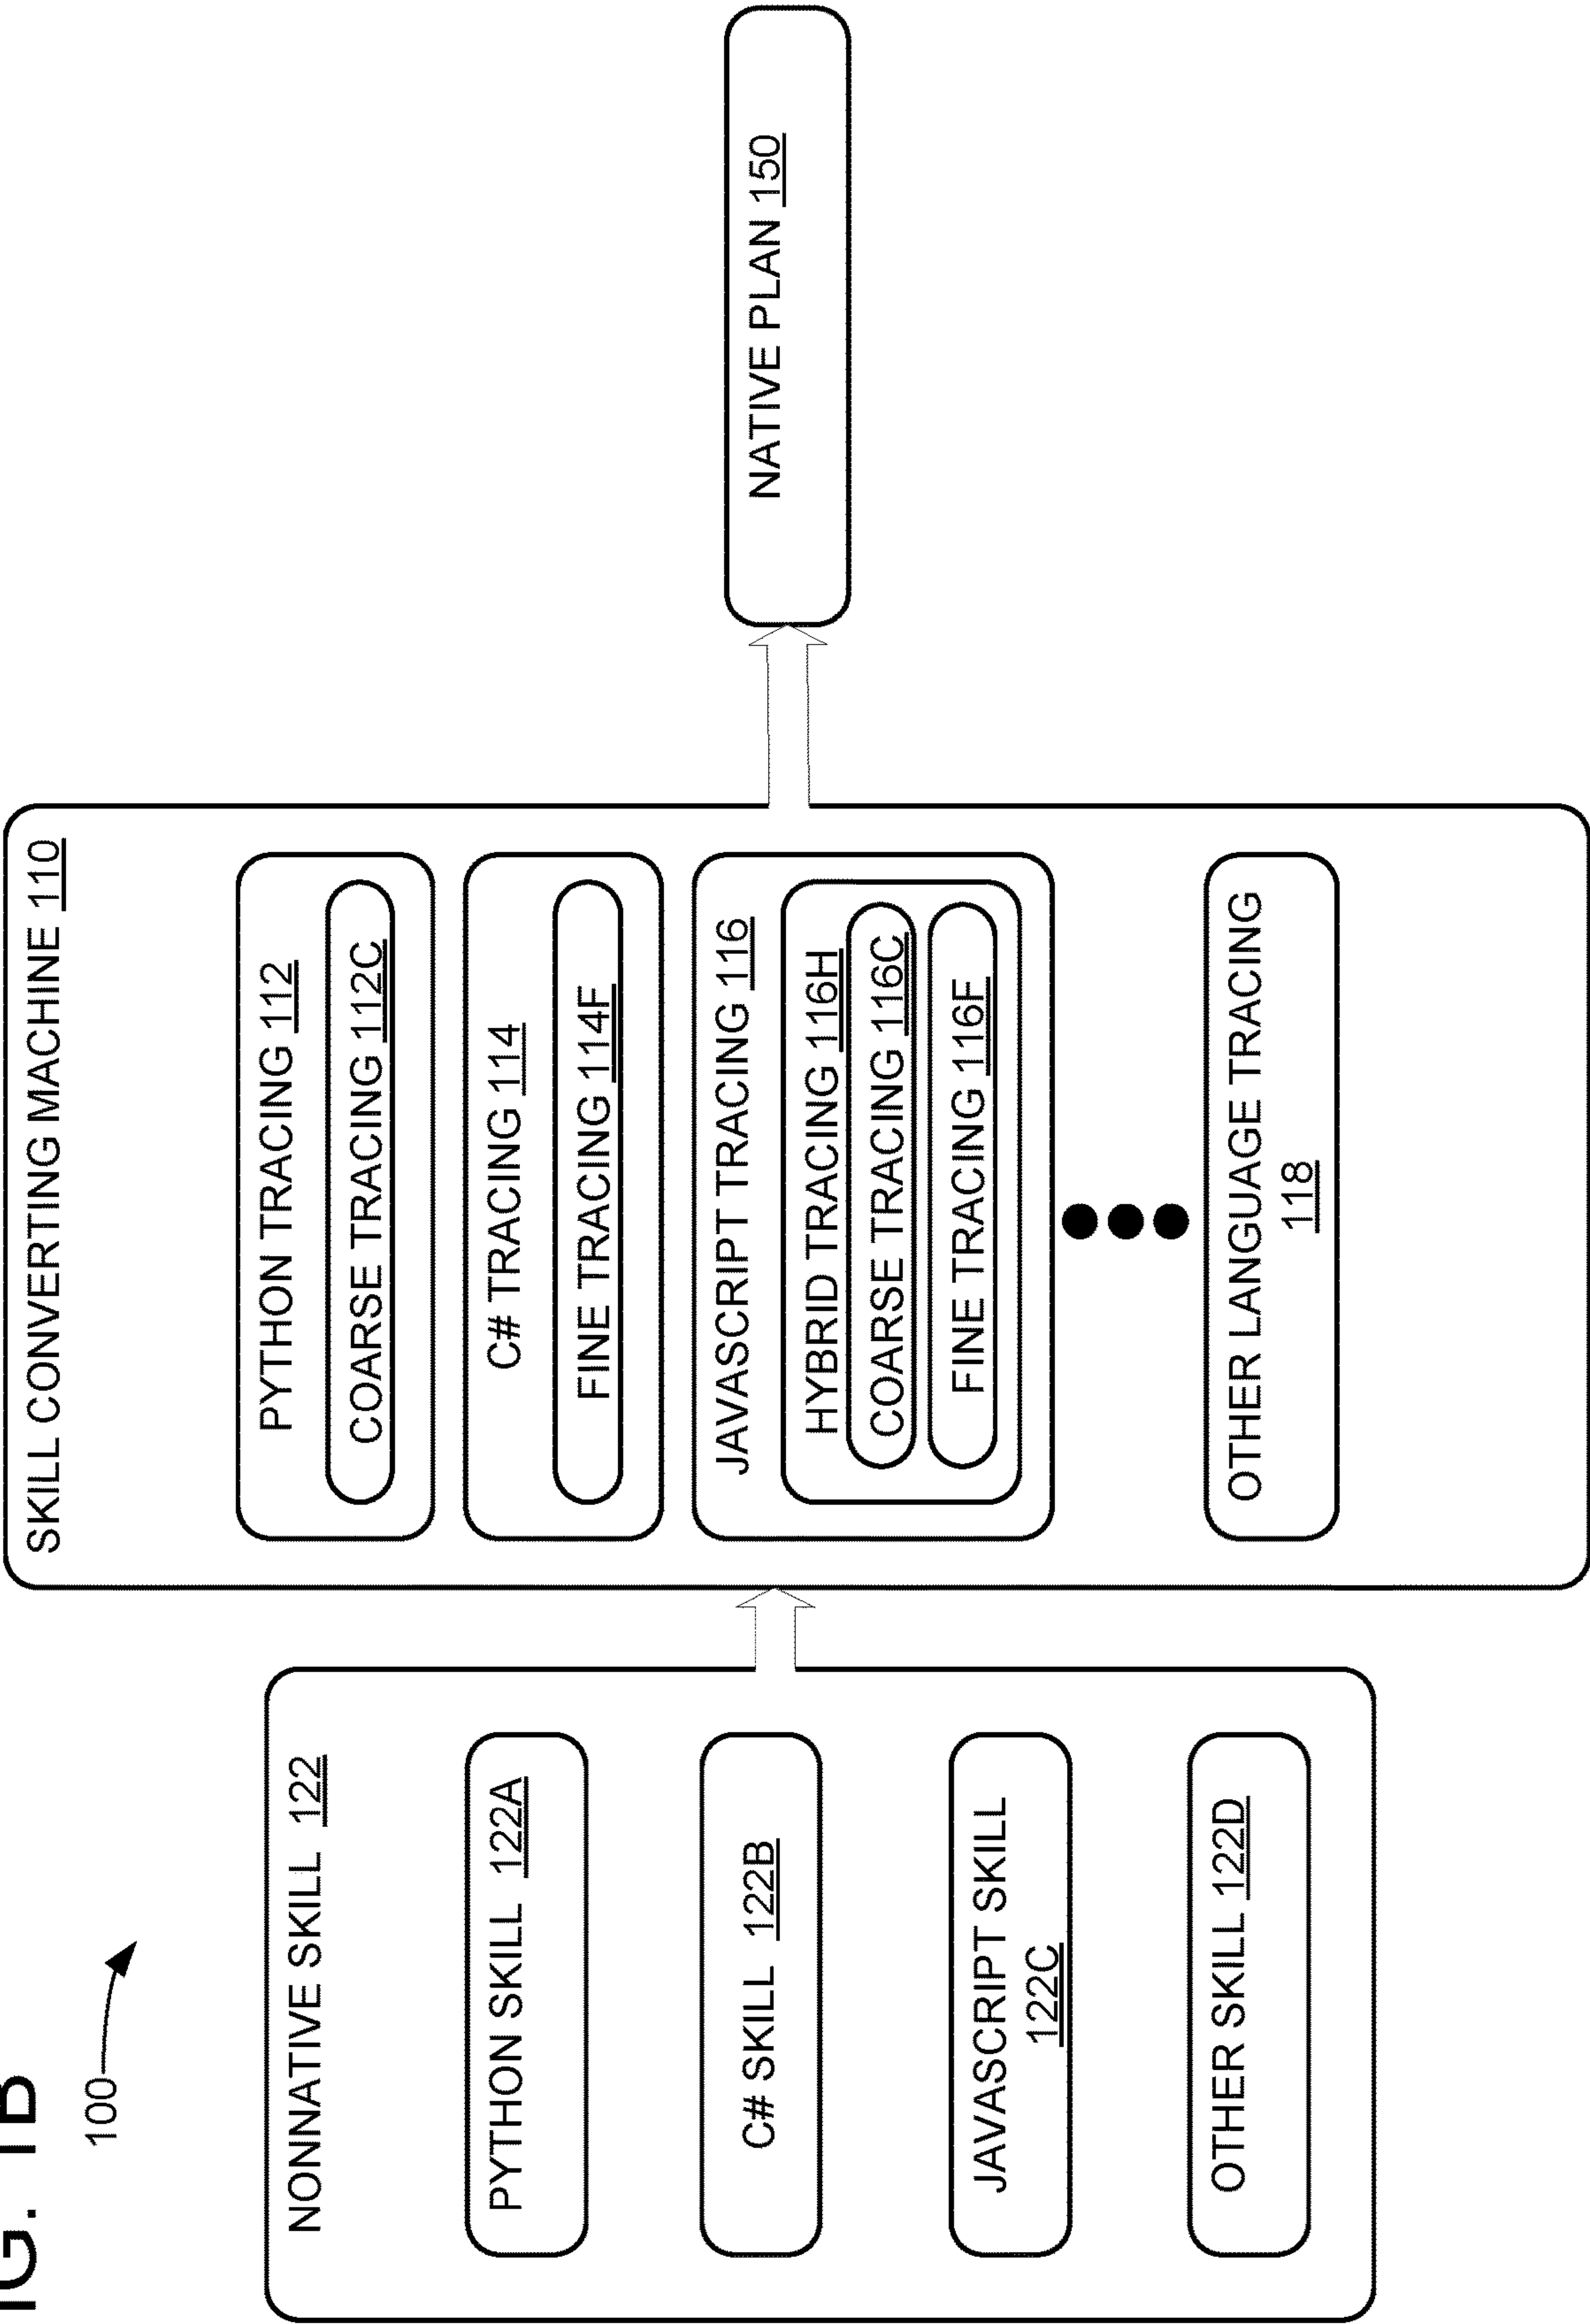 IG. 1B
100
NONNATIVE SKILL 122
PYTHON SKILL 122A
C# SKILL 122B
JAVASCRIPT SKILL
122C
OTHER SKILL 122D
SKILL CONVERTING MACHINE 110
PYTHON TRACING 112
COARSE TRACING 112C
C# TRACING 114
FINE TRACING 114F
JAVASCRIPT TRACING 116
HYBRID TRACING 116H
COARSE TRACING 116C
FINE TRACING 116F
OTHER LANGUAGE TRACING
118
NATIVE PLAN 150